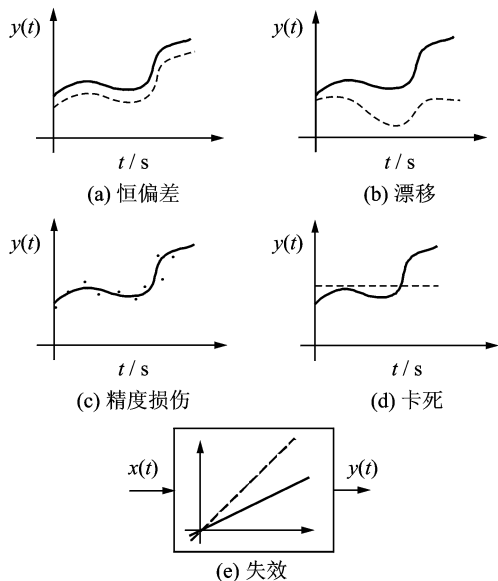 y(t) y(t)
t / s t / s
(a) 恒偏差 (b) 漂移
y(t) y(t)
t / s t / s
(c) 精度损伤 (d) 卡死
x(t) y(t)
(e) 失效